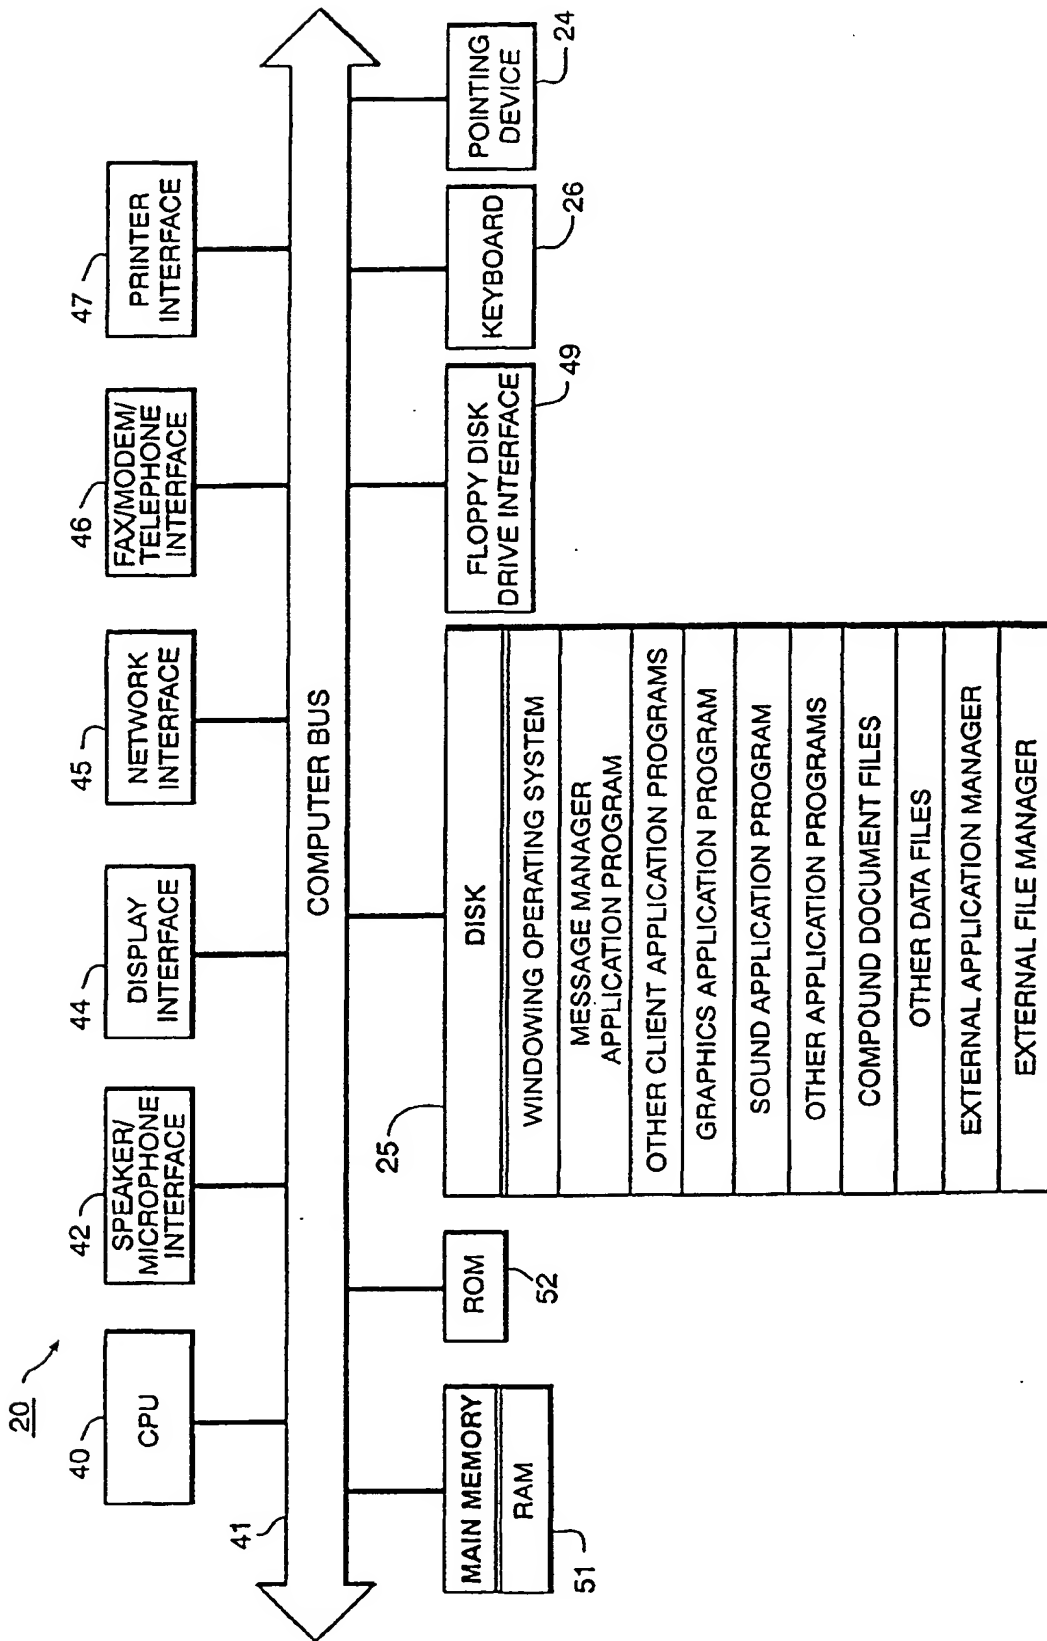 20
40
CPU
42
SPEAKER/
MICROPHONE
INTERFACE
44
DISPLAY
INTERFACE
45
NETWORK
INTERFACE
46
FAX/MODEM/
TELEPHONE
INTERFACE
47
PRINTER
INTERFACE
41
COMPUTER BUS
MAIN MEMORY
RAM
51
ROM
52
25
DISK
WINDOWING OPERATING SYSTEM
MESSAGE MANAGER
APPLICATION PROGRAM
OTHER CLIENT APPLICATION PROGRAMS
GRAPHICS APPLICATION PROGRAM
SOUND APPLICATION PROGRAM
OTHER APPLICATION PROGRAMS
COMPOUND DOCUMENT FILES
OTHER DATA FILES
EXTERNAL APPLICATION MANAGER
EXTERNAL FILE MANAGER
FLOPPY DISK
DRIVE INTERFACE
49
KEYBOARD
26
POINTING
DEVICE
24